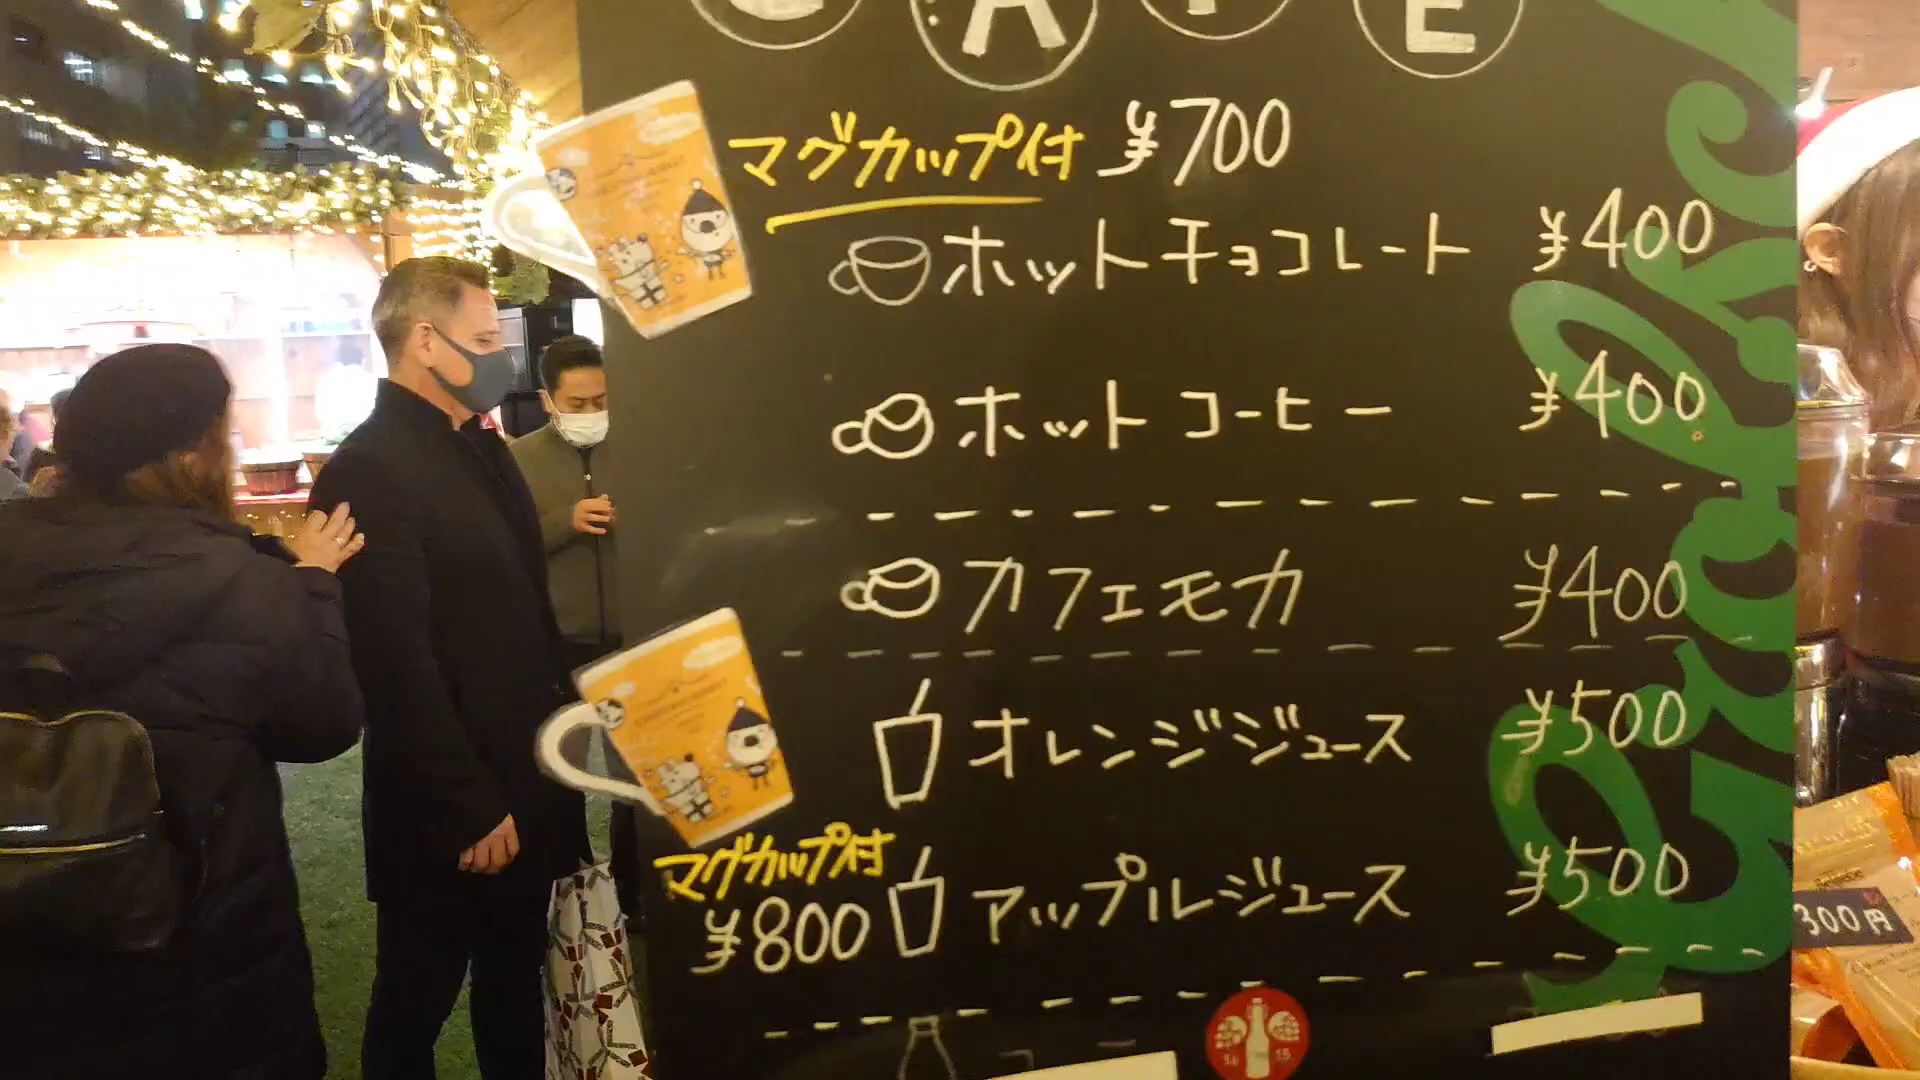 CAFE
マグカップ付 ¥700
ホットチョコレート ¥400
ホットコーヒー ¥400
カフェモカ ¥400
オレンジジュース ¥500
マグカップ付
¥800
アップルジュース ¥500
300円